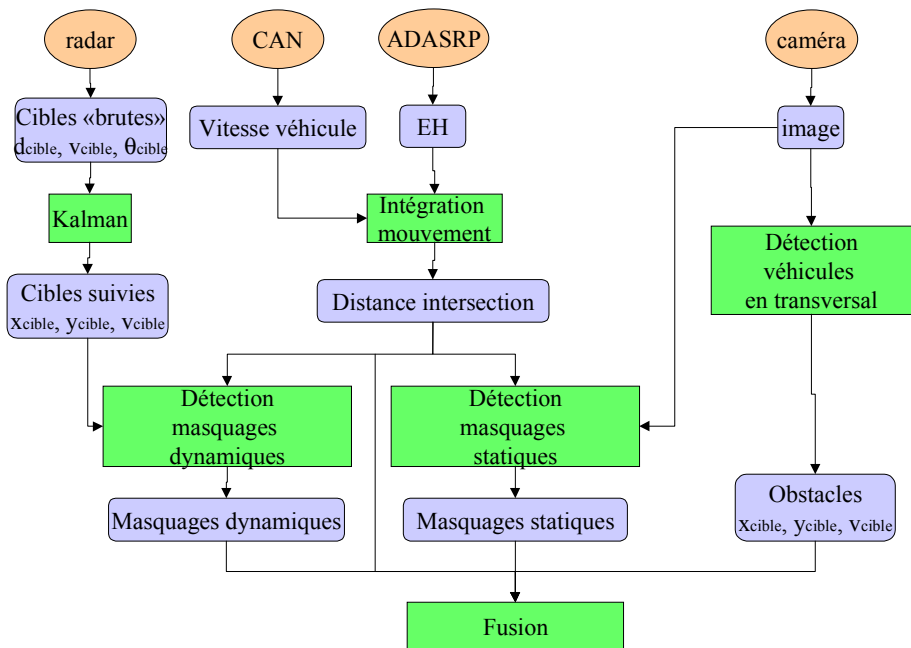 radar
CAN
ADASRP
caméra
Cibles «brutes»
dcible, vcible, θcible
Vitesse véhicule
EH
image
Kalman
Intégration
mouvement
Détection
véhicules
en transversal
Cibles suivies
xcible, ycible, vcible
Distance intersection
Détection
masquages
dynamiques
Détection
masquages
statiques
Masquages dynamiques
Masquages statiques
Obstacles
xcible, ycible, vcible
Fusion